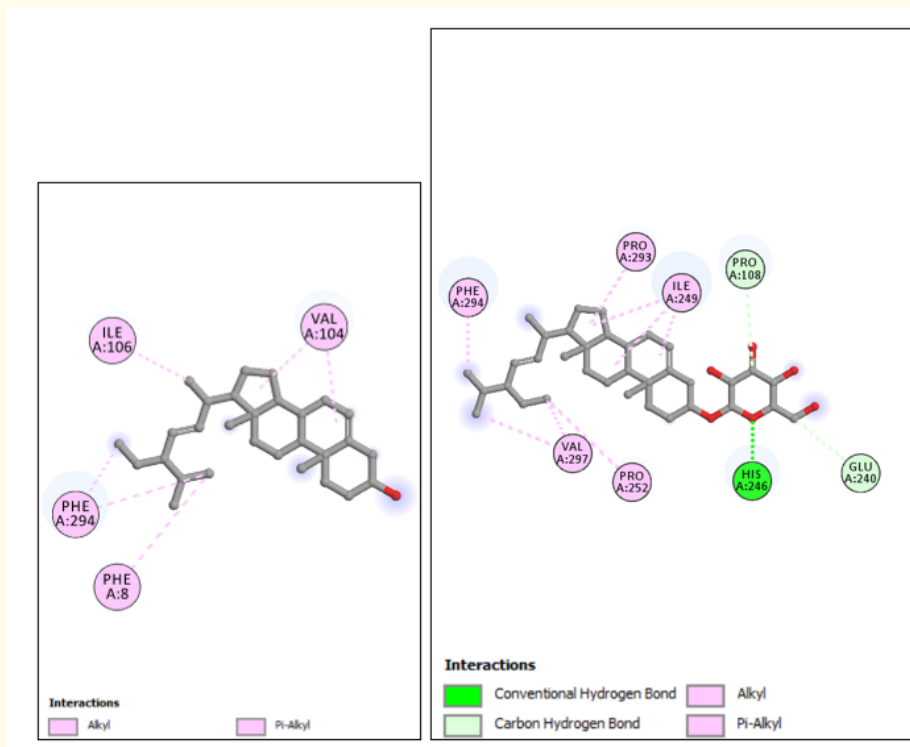 ILE
A:106
VAL
A:104
PHE
A:294
PHE
A:8
Interactions
Alkyl
Pi-Alkyl
PRO
A:293
PRO
A:108
ILE
A:249
PHE
A:294
VAL
A:297
PRO
A:252
HIS
A:246
GLU
A:240
Interactions
Conventional Hydrogen Bond
Alkyl
Carbon Hydrogen Bond
Pi-Alkyl